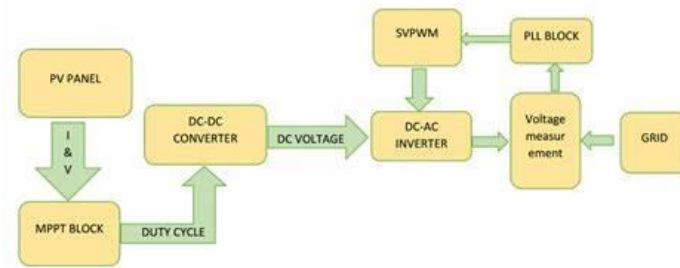 SVPWM
PLL BLOCK
PV PANEL
DC-DC
CONVERTER
DC VOLTAGE
DC-AC
INVERTER
Voltage
measur
ement
GRID
I
&
V
MPPT BLOCK
DUTY CYCLE